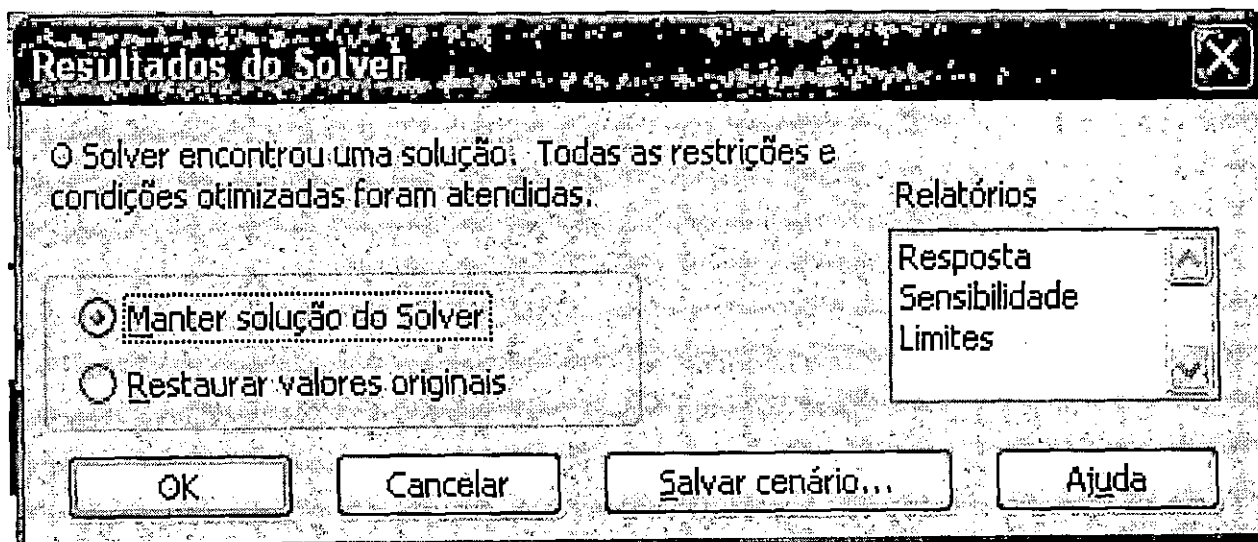 Resultados do Solver
O Solver encontrou uma solução. Todas as restrições e
condições otimizadas foram atendidas.
Relatórios
Resposta
Sensibilidade
Limites
Manter solução do Solver
Restaurar valores originais
OK
Cancelar
Salvar cenário...
Ajuda